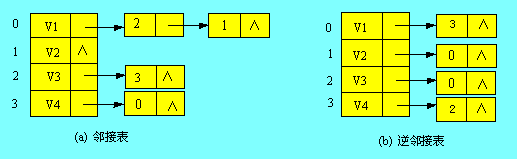 0 V1 2 1 ∧
1 V2 ∧
2 V3 3 ∧
3 V4 0 ∧
(a) 邻接表
0 V1 3 ∧
1 V2 0 ∧
2 V3 0 ∧
3 V4 2 ∧
(b) 逆邻接表